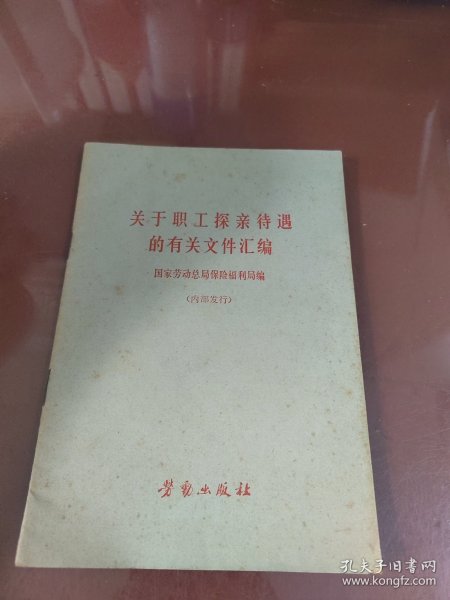 关于职工探亲待遇
的有关文件汇编
国家劳动总局保险福利局编
（内部发行）
劳动出版社
孔夫子旧书网
www.kongfz.com